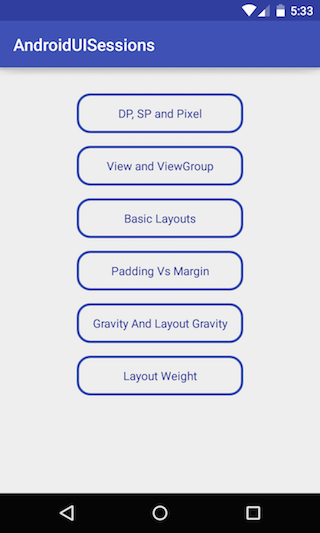 5:33
AndroidUISessions
DP, SP and Pixel
View and ViewGroup
Basic Layouts
Padding Vs Margin
Gravity And Layout Gravity
Layout Weight